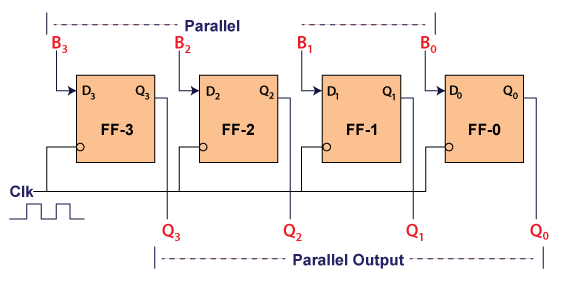 Parallel
B3 B2 B1 B0
D3 Q3 D2 Q2 D1 Q1 D0 Q0
FF-3 FF-2 FF-1 FF-0
Clk
Q3 Q2 Q1 Q0
Parallel Output